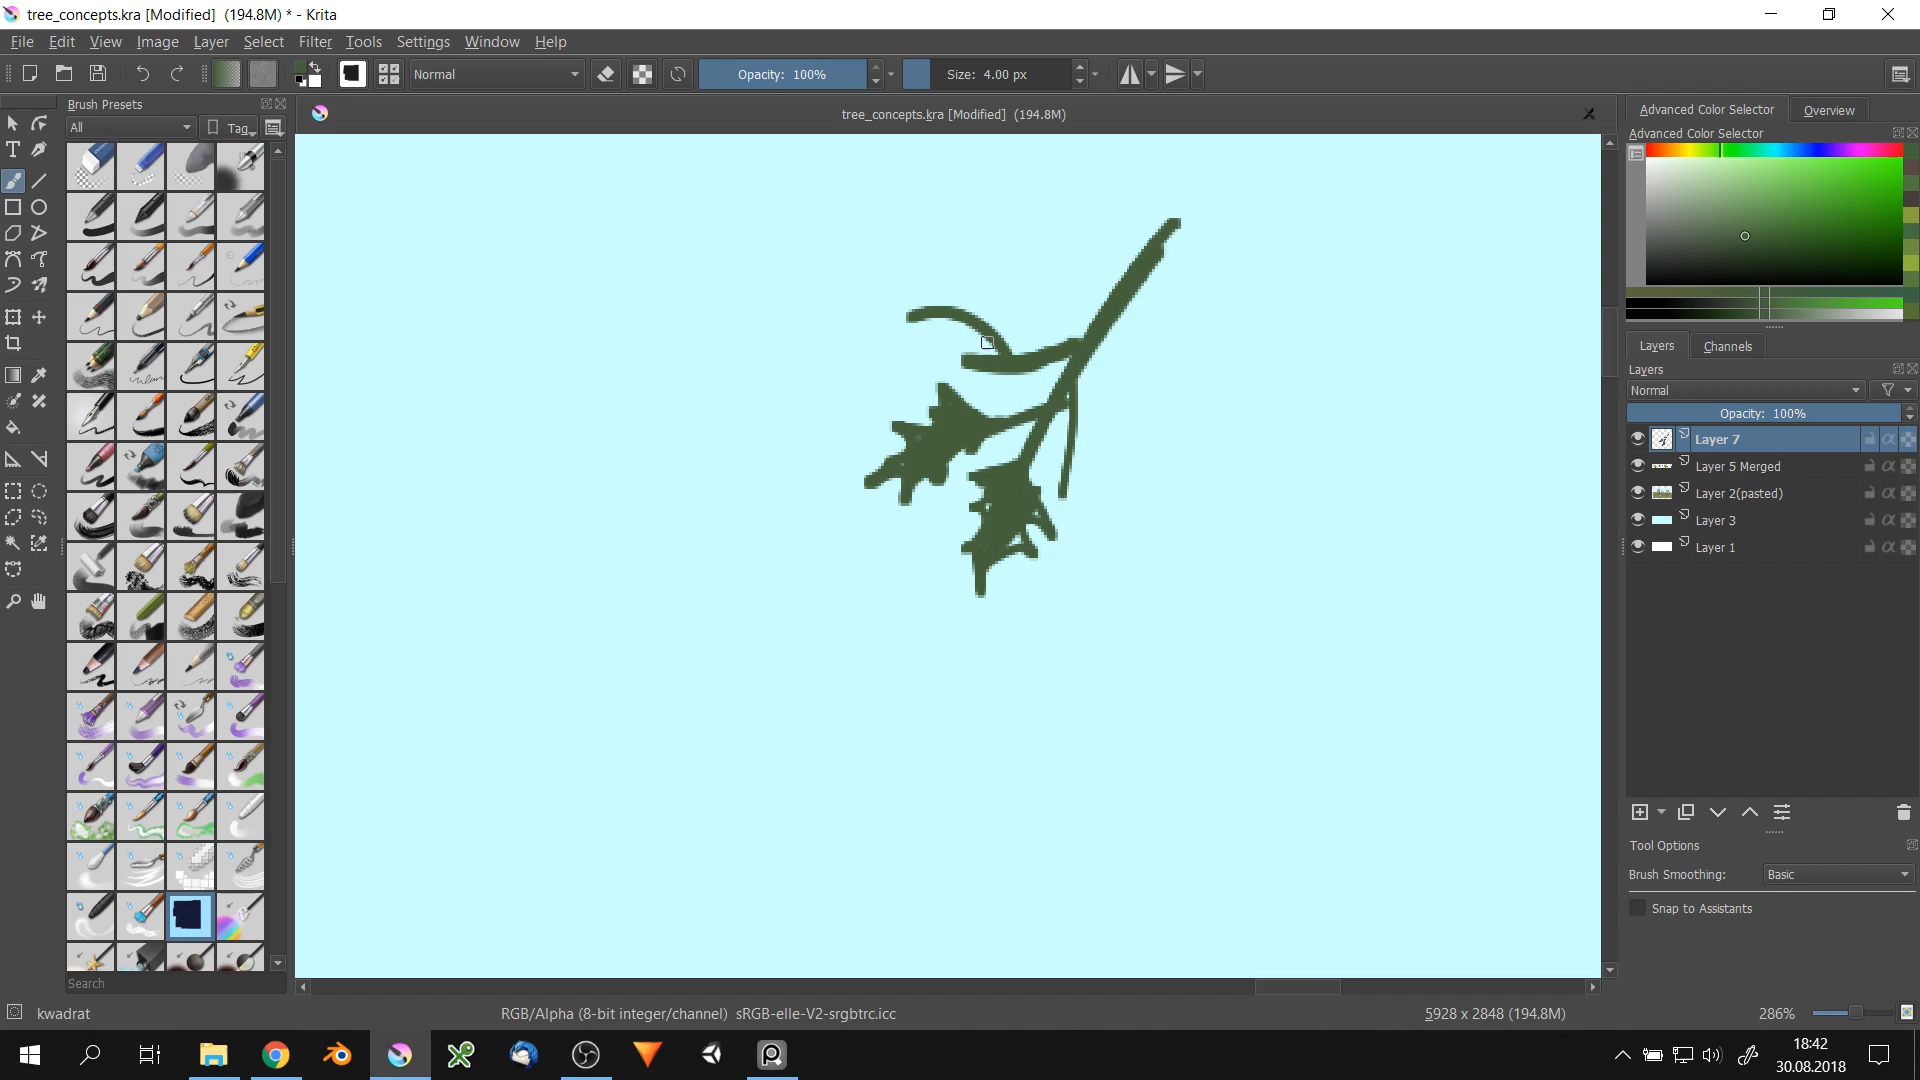 tree_concepts.kra [Modified] (194.8M) * - Krita
File Edit View Image Layer Select Filter Tools Settings Window Help
Normal Opacity: 100% Size: 4.00 px
Brush Presets
All Tag
tree_concepts.kra [Modified] (194.8M)
Advanced Color Selector Overview
Advanced Color Selector
Layers Channels
Layers
Normal
Opacity: 100%
Layer 7
Layer 5 Merged
Layer 2(pasted)
Layer 3
Layer 1
Tool Options
Brush Smoothing: Basic
Snap to Assistants
Search
kwadrat RGB/Alpha (8-bit integer/channel) sRGB-elle-V2-srgbtrc.icc 5928 x 2848 (194.8M) 286%
18:42
30.08.2018